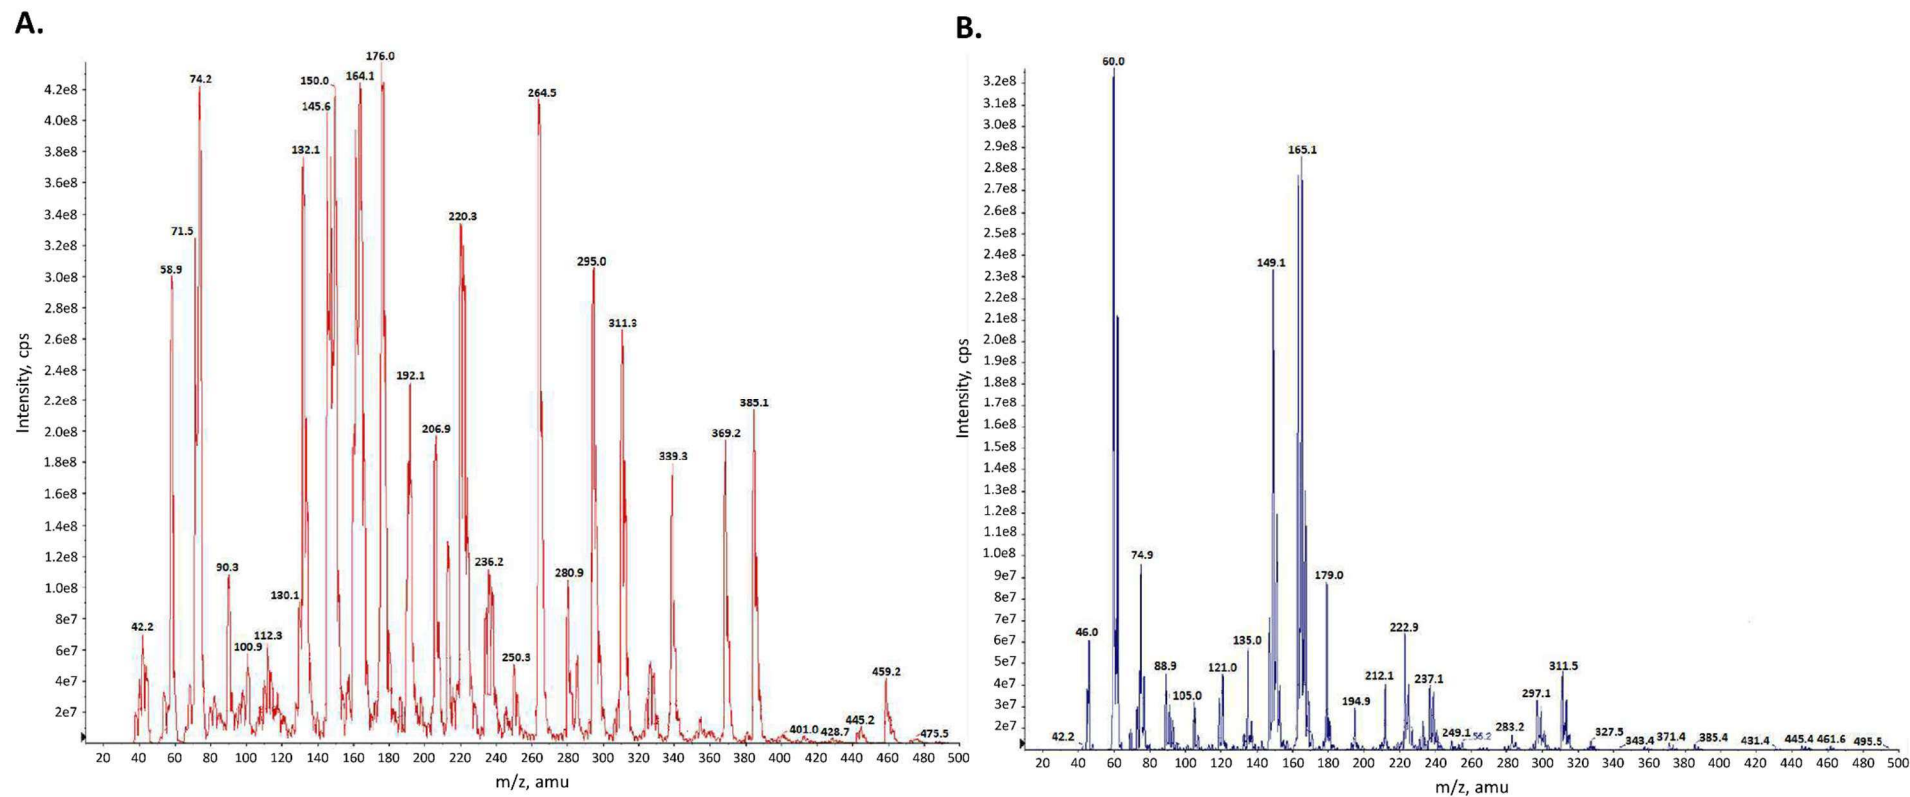 A.
176.0
74.2
150.0
164.1
264.5
145.6
132.1
71.5
220.3
58.9
295.0
311.3
192.1
385.1
206.9
369.2
339.3
90.3
236.2
280.9
130.1
42.2
112.3
100.9
250.3
459.2
445.2
401.0
428.7
475.5
4.2e8
4.0e8
3.8e8
3.6e8
3.4e8
3.2e8
3.0e8
2.8e8
2.6e8
2.4e8
2.2e8
2.0e8
1.8e8
1.6e8
1.4e8
1.2e8
1.0e8
8e7
6e7
4e7
2e7
Intensity, cps
20 40 60 80 100 120 140 160 180 200 220 240 260 280 300 320 340 360 380 400 420 440 460 480 500
m/z, amu
B.
60.0
165.1
149.1
74.9
179.0
46.0
222.9
135.0
88.9
121.0
212.1
237.1
311.5
105.0
194.9
297.1
249.1
56.2
283.2
327.5
42.2
343.4
371.4
385.4
431.4
445.4
461.6
495.5
3.2e8
3.1e8
3.0e8
2.9e8
2.8e8
2.7e8
2.6e8
2.5e8
2.4e8
2.3e8
2.2e8
2.1e8
2.0e8
1.9e8
1.8e8
1.7e8
1.6e8
1.5e8
1.4e8
1.3e8
1.2e8
1.1e8
1.0e8
9e7
8e7
7e7
6e7
5e7
4e7
3e7
2e7
Intensity, cps
20 40 60 80 100 120 140 160 180 200 220 240 260 280 300 320 340 360 380 400 420 440 460 480 500
m/z, amu